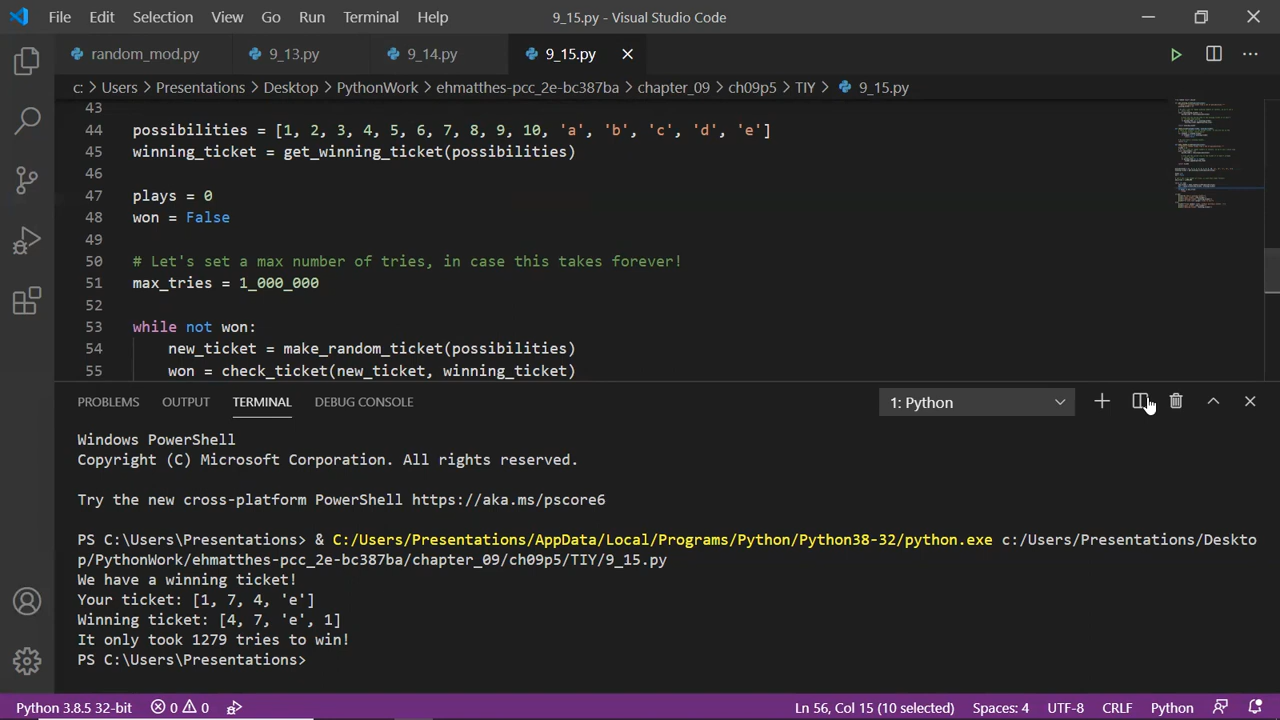 File Edit Selection View Go Run Terminal Help 9_15.py - Visual Studio Code
random_mod.py 9_13.py 9_14.py 9_15.py
c: > Users > Presentations > Desktop > PythonWork > ehmatthes-pcc_2e-bc387ba > chapter_09 > ch09p5 > TIY > 9_15.py
43
44 possibilities = [1, 2, 3, 4, 5, 6, 7, 8, 9, 10, 'a', 'b', 'c', 'd', 'e']
45 winning_ticket = get_winning_ticket(possibilities)
46
47 plays = 0
48 won = False
49
50 # Let's set a max number of tries, in case this takes forever!
51 max_tries = 1_000_000
52
53 while not won:
54 new_ticket = make_random_ticket(possibilities)
55 won = check_ticket(new_ticket, winning_ticket)
PROBLEMS OUTPUT TERMINAL DEBUG CONSOLE 1: Python
Windows PowerShell
Copyright (C) Microsoft Corporation. All rights reserved.
Try the new cross-platform PowerShell https://aka.ms/pscore6
PS C:\Users\Presentations> & C:/Users/Presentations/AppData/Local/Programs/Python/Python38-32/python.exe c:/Users/Presentations/Deskto
p/PythonWork/ehmatthes-pcc_2e-bc387ba/chapter_09/ch09p5/TIY/9_15.py
We have a winning ticket!
Your ticket: [1, 7, 4, 'e']
Winning ticket: [4, 7, 'e', 1]
It only took 1279 tries to win!
PS C:\Users\Presentations>
Python 3.8.5 32-bit 0 0 Ln 56, Col 15 (10 selected) Spaces: 4 UTF-8 CRLF Python